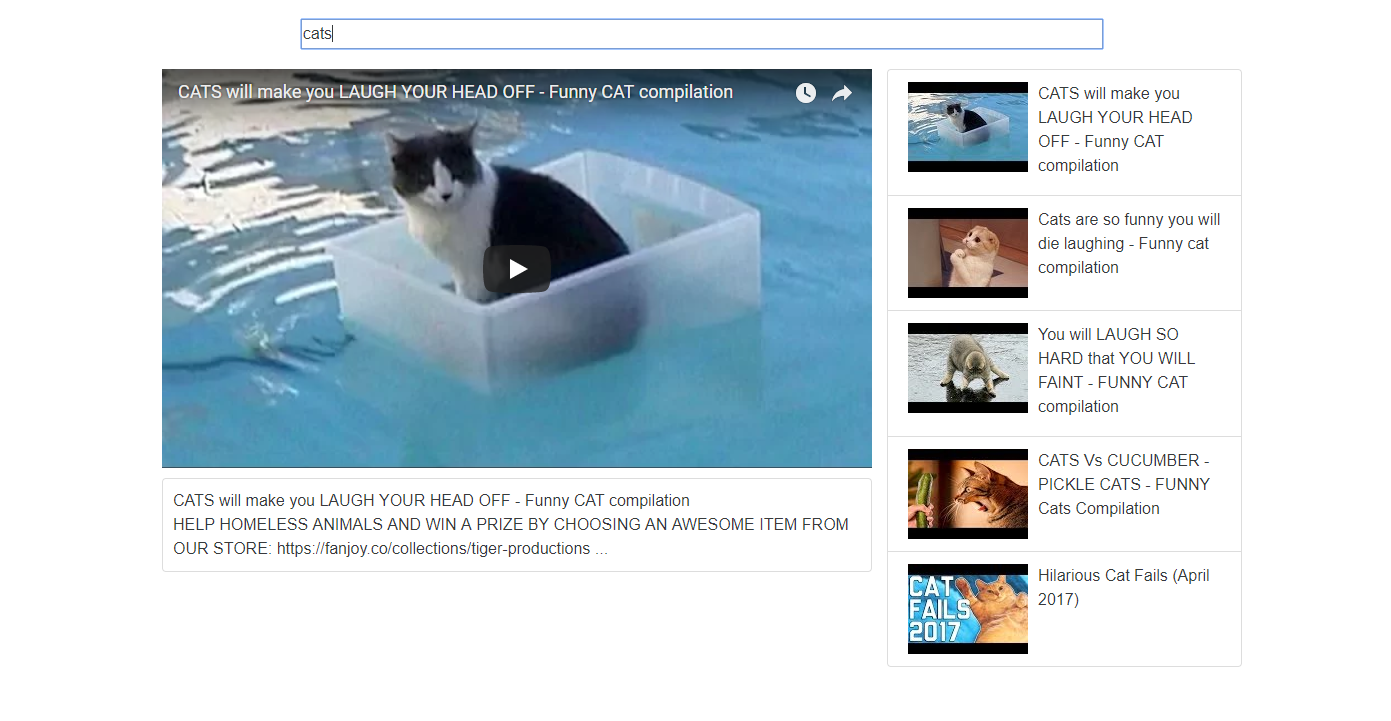 cats
CATS will make you LAUGH YOUR HEAD OFF - Funny CAT compilation
CATS will make you LAUGH YOUR HEAD OFF - Funny CAT compilation
HELP HOMELESS ANIMALS AND WIN A PRIZE BY CHOOSING AN AWESOME ITEM FROM
OUR STORE: https://fanjoy.co/collections/tiger-productions ...
CATS will make you
LAUGH YOUR HEAD
OFF - Funny CAT
compilation
Cats are so funny you will
die laughing - Funny cat
compilation
You will LAUGH SO
HARD that YOU WILL
FAINT - FUNNY CAT
compilation
CATS Vs CUCUMBER -
PICKLE CATS - FUNNY
Cats Compilation
CAT
FAILS
2017
Hilarious Cat Fails (April
2017)